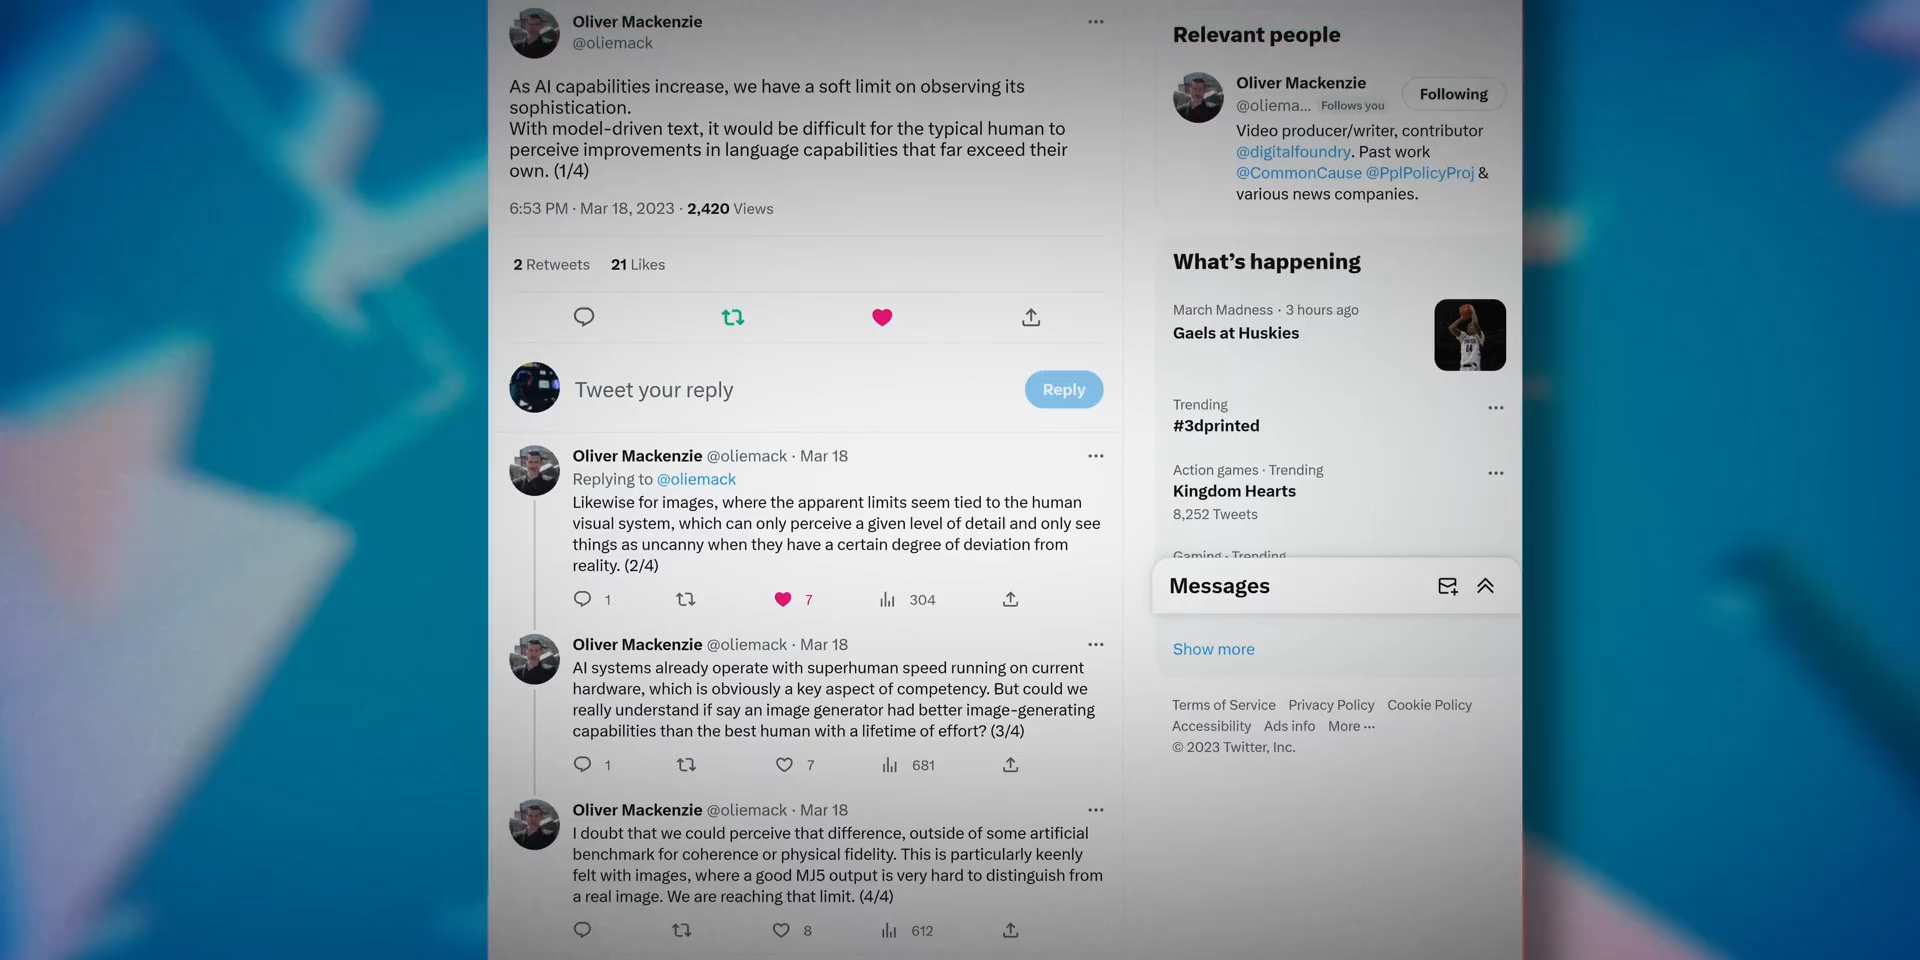 Oliver Mackenzie
@oliemack
As AI capabilities increase, we have a soft limit on observing its
sophistication.
With model-driven text, it would be difficult for the typical human to
perceive improvements in language capabilities that far exceed their
own. (1/4)
6:53 PM · Mar 18, 2023 · 2,420 Views
2 Retweets 21 Likes
Tweet your reply
Reply
Oliver Mackenzie @oliemack · Mar 18
Replying to @oliemack
Likewise for images, where the apparent limits seem tied to the human
visual system, which can only perceive a given level of detail and only see
things as uncanny when they have a certain degree of deviation from
reality. (2/4)
1 7 304
Oliver Mackenzie @oliemack · Mar 18
AI systems already operate with superhuman speed running on current
hardware, which is obviously a key aspect of competency. But could we
really understand if say an image generator had better image-generating
capabilities than the best human with a lifetime of effort? (3/4)
1 7 681
Oliver Mackenzie @oliemack · Mar 18
I doubt that we could perceive that difference, outside of some artificial
benchmark for coherence or physical fidelity. This is particularly keenly
felt with images, where a good MJ5 output is very hard to distinguish from
a real image. We are reaching that limit. (4/4)
8 612
Relevant people
Oliver Mackenzie
@oliema... Follows you
Following
Video producer/writer, contributor
@digitalfoundry. Past work
@CommonCause @PplPolicyProj &
various news companies.
What's happening
March Madness · 3 hours ago
Gaels at Huskies
Trending
#3dprinted
Action games · Trending
Kingdom Hearts
8,252 Tweets
Gaming · Trending
Messages
Show more
Terms of Service Privacy Policy Cookie Policy
Accessibility Ads info More ···
© 2023 Twitter, Inc.